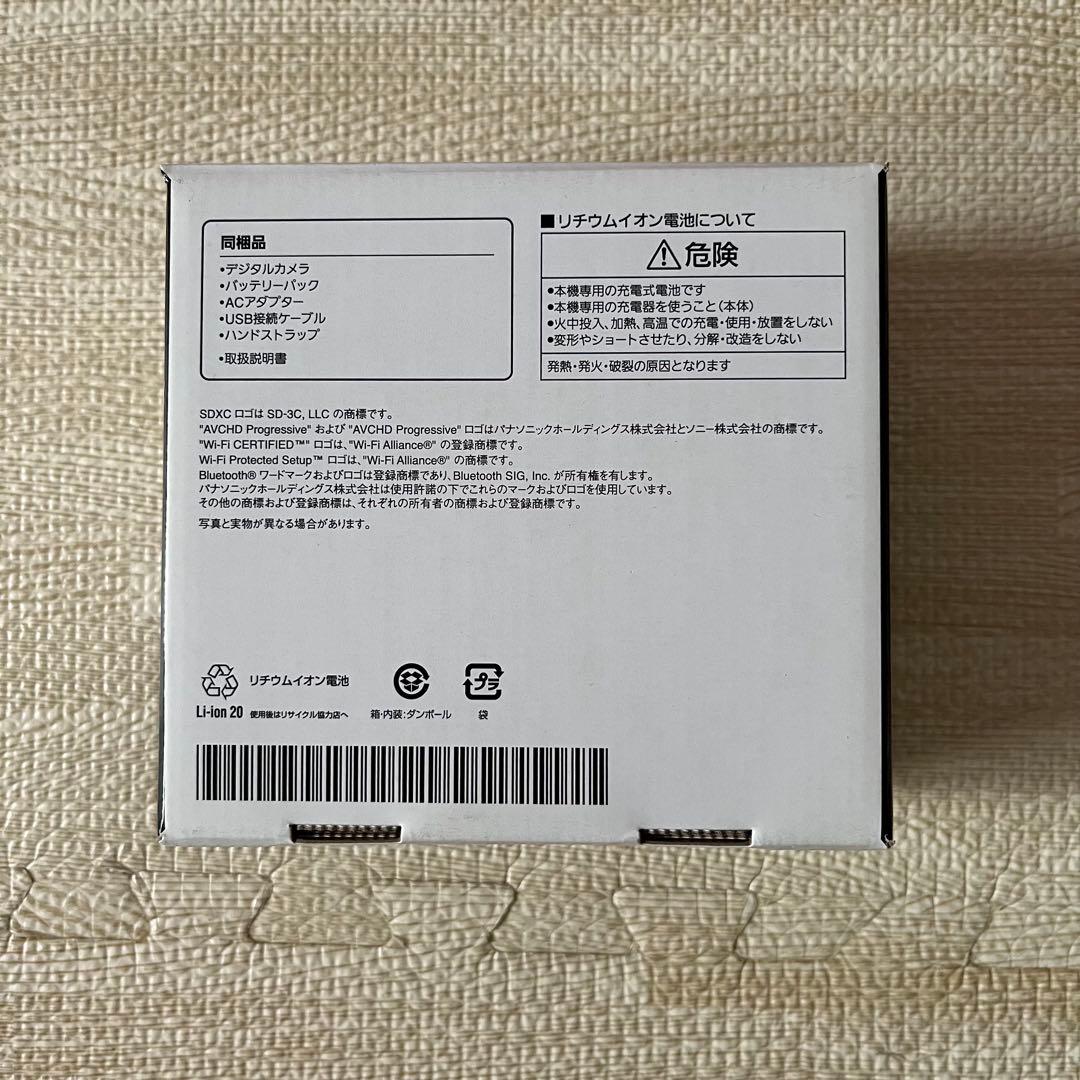 同梱品
•デジタルカメラ
•バッテリーパック
•ACアダプター
•USB接続ケーブル
•ハンドストラップ
•取扱説明書
■リチウムイオン電池について
危険
●本機専用の充電式電池です
●本機専用の充電器を使うこと(本体)
●火中投入、加熱、高温での充電・使用・放置をしない
●変形やショートさせたり、分解・改造をしない
発熱・発火・破裂の原因となります
SDXC ロゴは SD-3C, LLC の商標です。
"AVCHD Progressive" および "AVCHD Progressive" ロゴはパナソニックホールディングス株式会社とソニー株式会社の商標です。
"Wi-Fi CERTIFIED™" ロゴは、"Wi-Fi Alliance®" の登録商標です。
Wi-Fi Protected Setup™ ロゴは、"Wi-Fi Alliance®" の商標です。
Bluetooth® ワードマークおよびロゴは登録商標であり、Bluetooth SIG, Inc. が所有権を有します。
パナソニックホールディングス株式会社は使用許諾の下でこれらのマークおよびロゴを使用しています。
その他の商標および登録商標は、それぞれの所有者の商標および登録商標です。
写真と実物が異なる場合があります。
リチウムイオン電池
Li-ion 20 使用後はリサイクル協力店へ
箱・内装:ダンボール
プラ
袋